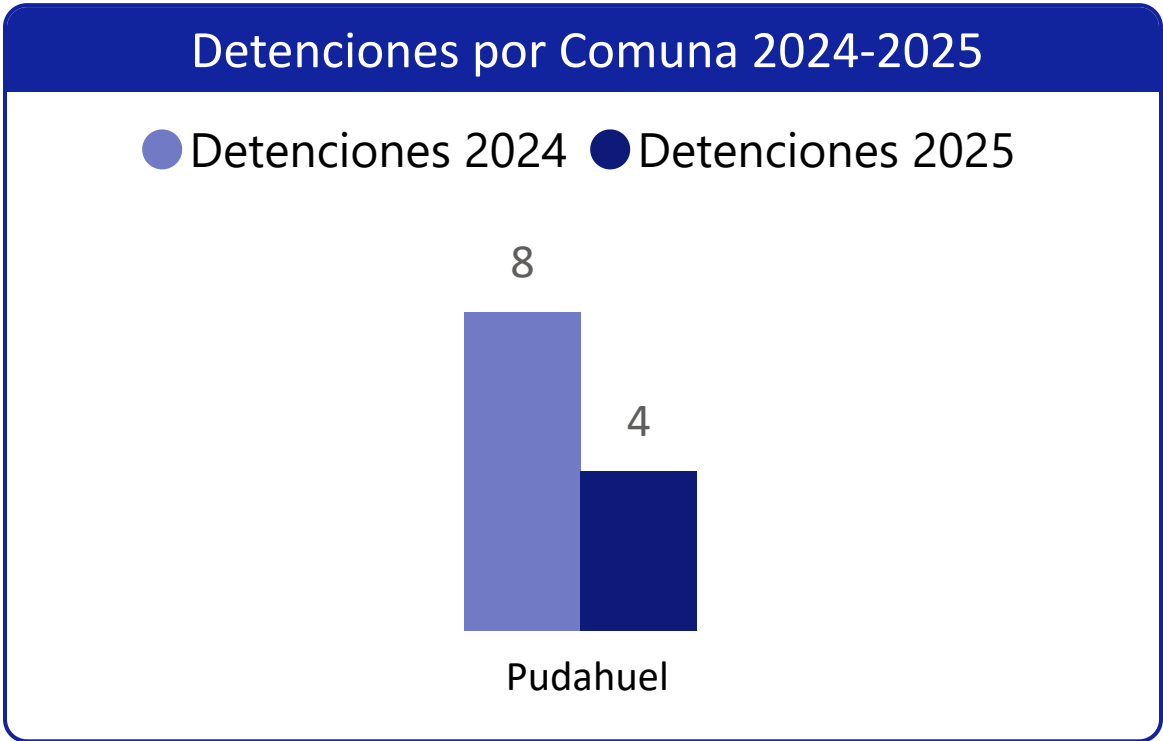 Detenciones por Comuna 2024-2025
Detenciones 2024 Detenciones 2025
8
4
Pudahuel